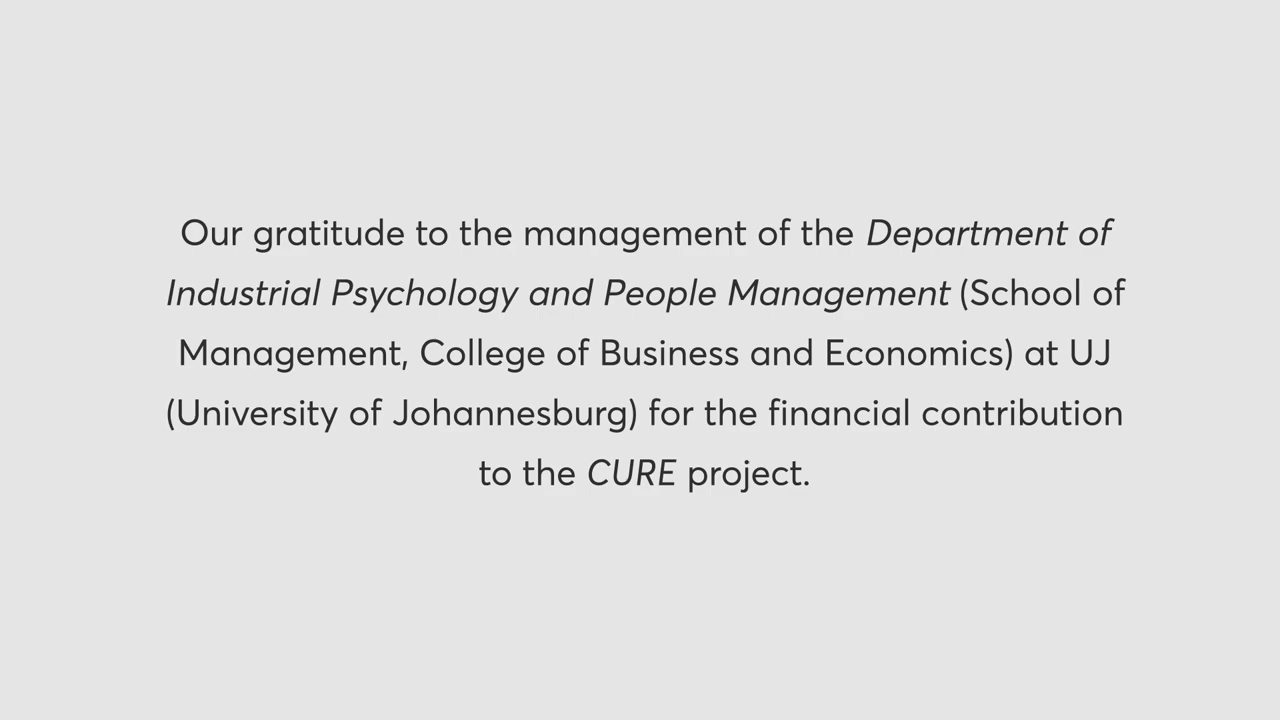 Our gratitude to the management of the Department of
Industrial Psychology and People Management (School of
Management, College of Business and Economics) at UJ
(University of Johannesburg) for the financial contribution
to the CURE project.